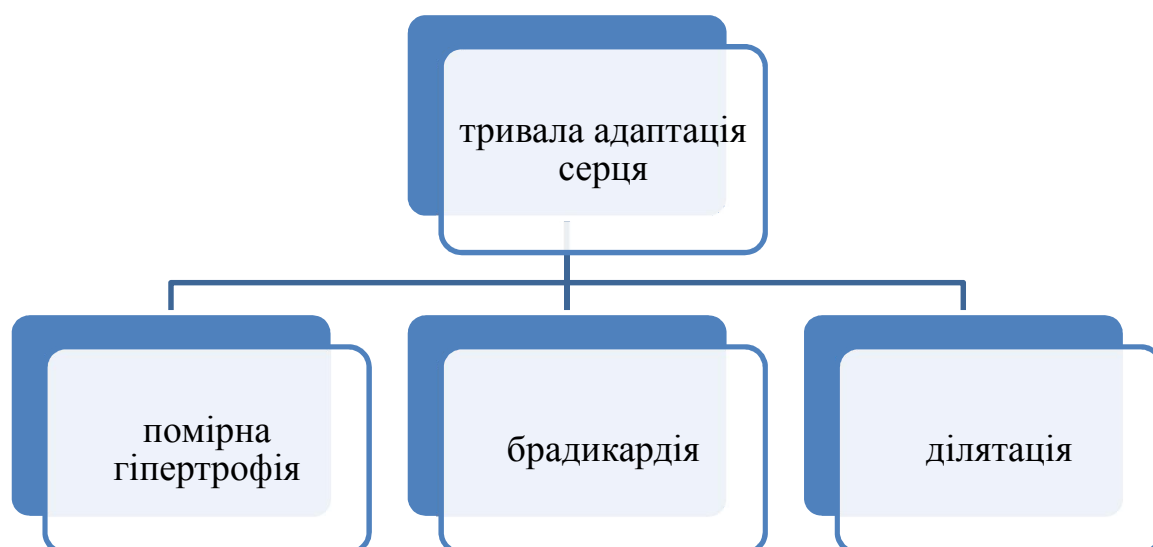 тривала адаптація
серця
помірна
гіпертрофія
брадикардія
ділятація